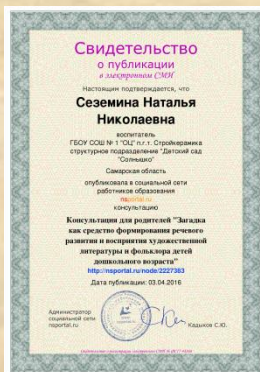 Свидетельство
о публикации
в электронном СМИ
Настоящим подтверждается, что
Сеземина Наталья
Николаевна
воспитатель
ГБОУ СОШ № 1 "ОЦ" п.г.т. Стройкерамика
структурное подразделение "Детский сад
"Солнышко"
Самарская область
опубликовала в социальной сети
работников образования
nsportal.ru
консультацию
Консультация для родителей "Загадка
как средство формирования речевого
развития и восприятия художественной
литературы и фольклора детей
дошкольного возраста"
http://nsportal.ru/node/2227383
Дата публикации: 03.04.2016
Администратор
социальной сети
nsportal.ru
Кадыков С.Ю.